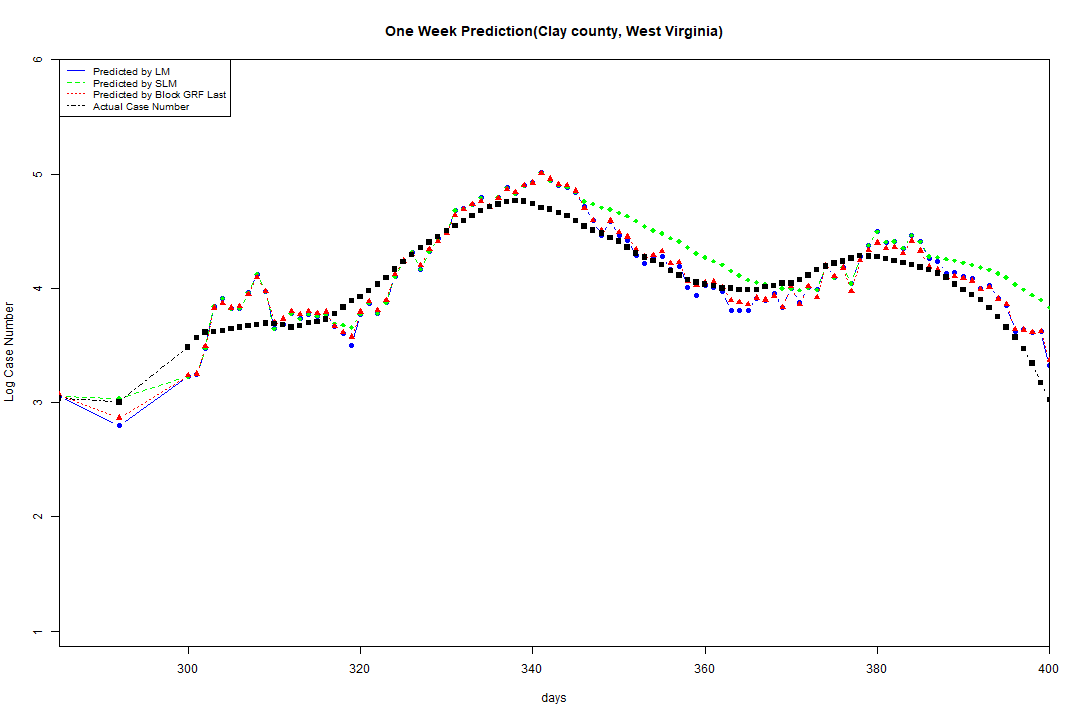 One Week Prediction(Clay county, West Virginia)
Predicted by LM
Predicted by SLM
Predicted by Block GRF Last
Actual Case Number
6
5
4
3
2
1
Log Case Number
300 320 340 360 380 400
days